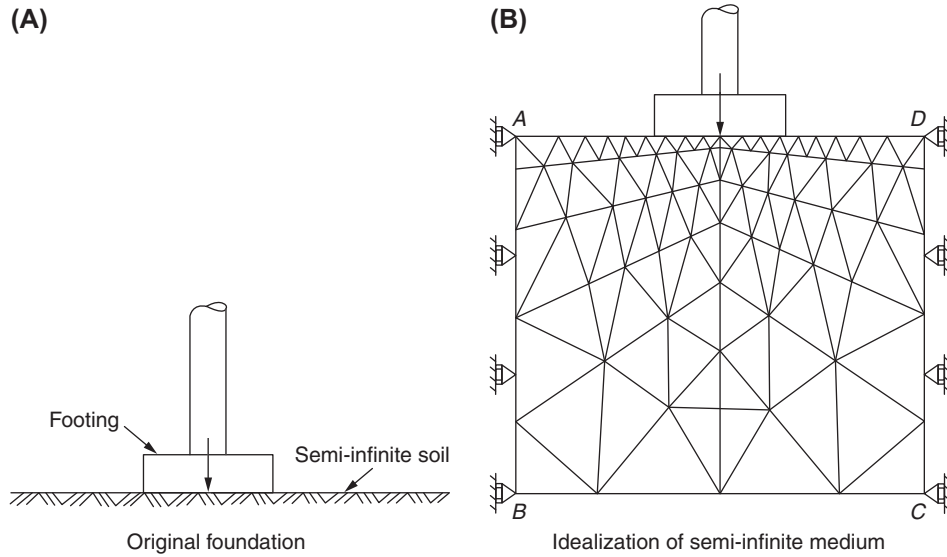 (A)
Footing
Semi-infinite soil
Original foundation
(B)
A
D
B
C
Idealization of semi-infinite medium